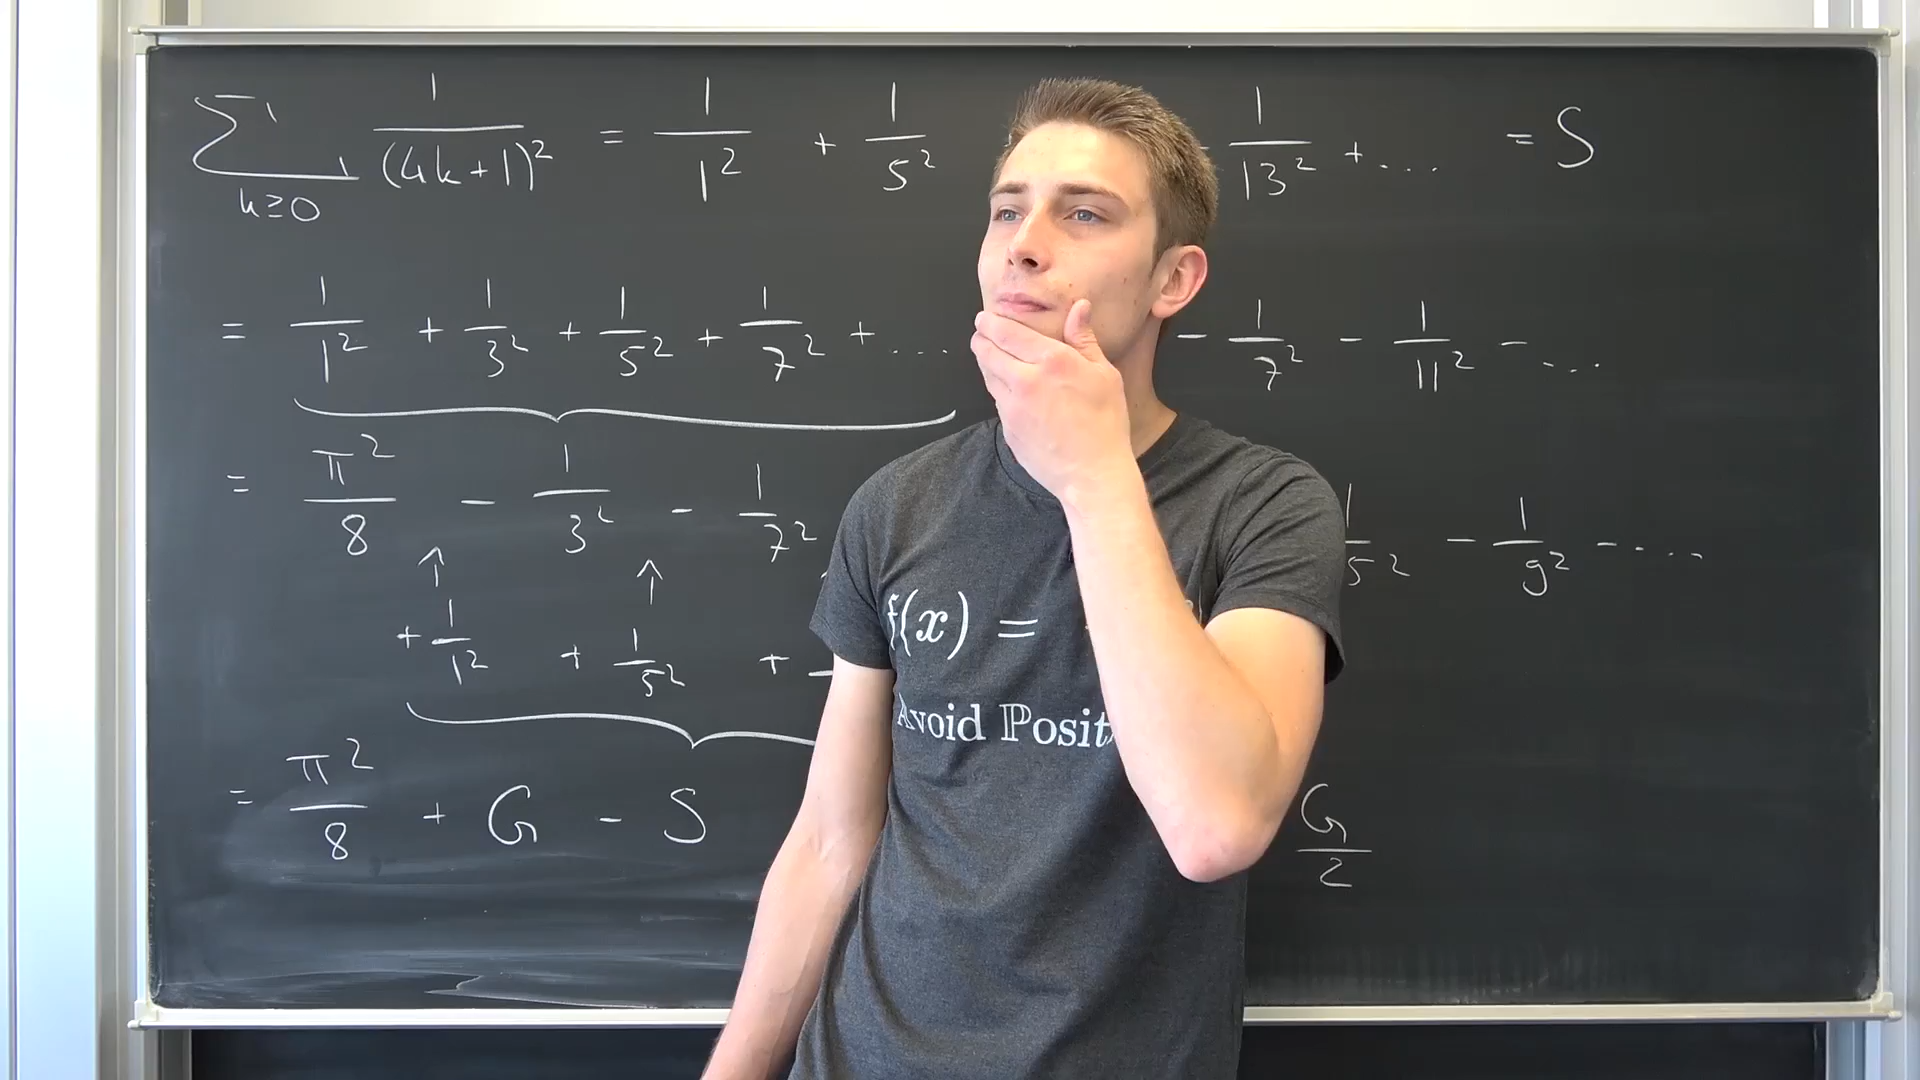 ∑_{k≥0} 1/(4k+1)² = 1/1² + 1/5² 1/13² + ... = S
= 1/1² + 1/3² + 1/5² + 1/7² + ... - 1/7² - 1/11² - ...
= π²/8 - 1/3² - 1/7² 1/5² - 1/9² - ....
↑ ↑
+ 1/1² + 1/5² +
= π²/8 + G - S G/2
f(x) =
Avoid ℙosit